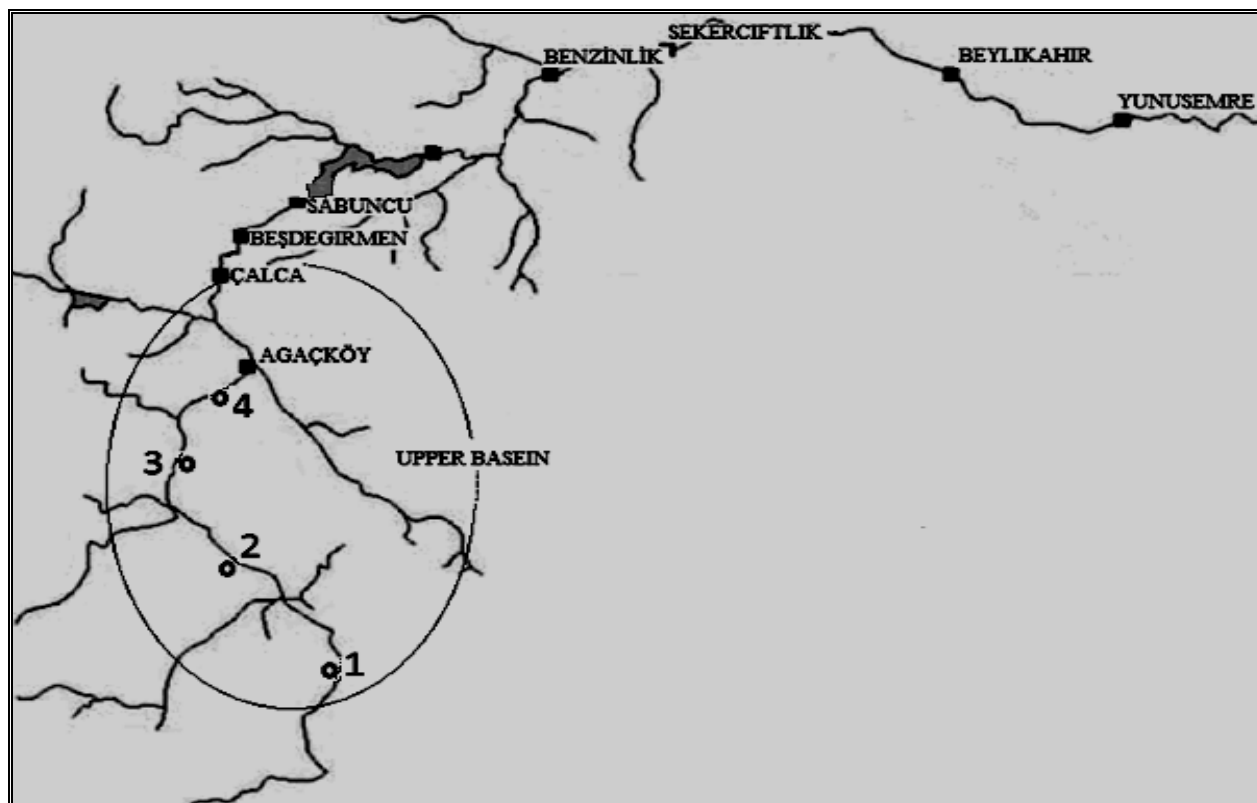 SEKERCIFTLIK
BENZİNLİK
BEYLIKAHIR
YUNUSEMRE
SABUNCU
BEŞDEGIRMEN
ÇALCA
AGAÇKÖY
4
3
UPPER BASEIN
2
1